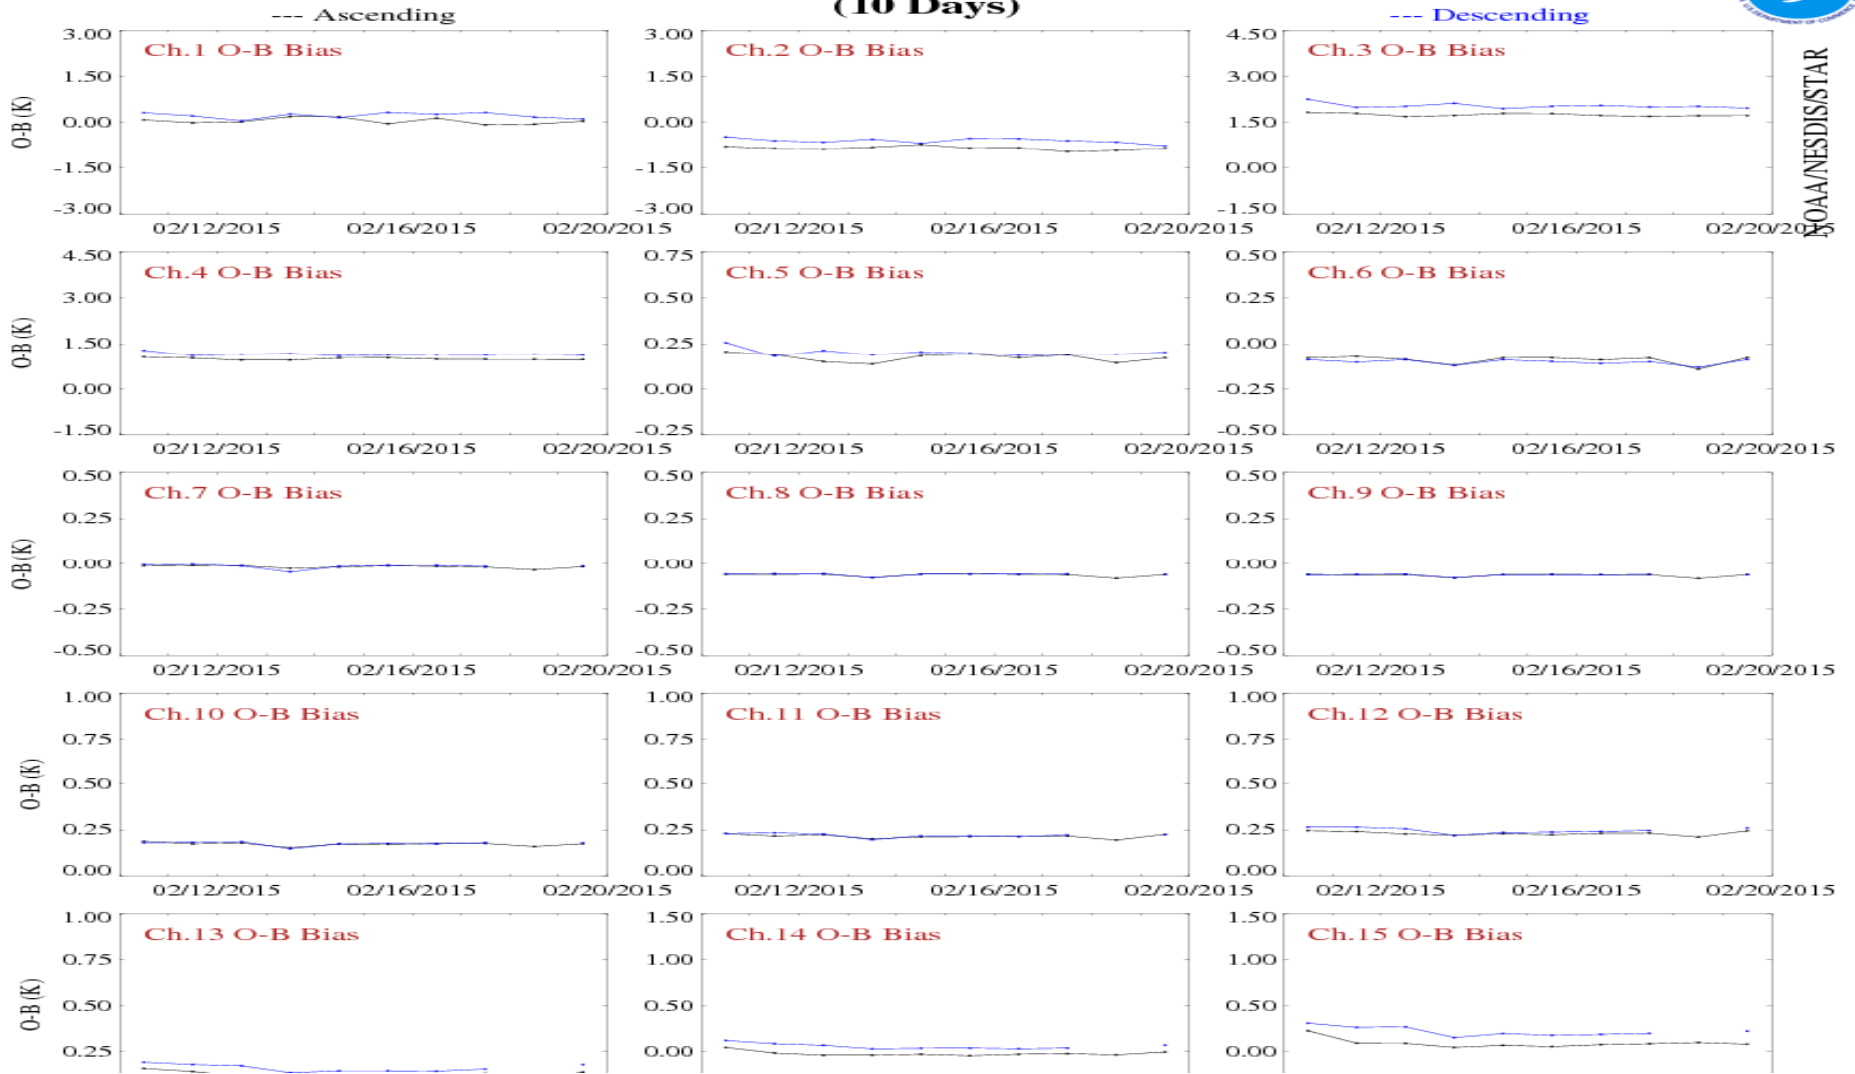 (10 Days)
--- Ascending
--- Descending
U.S. DEPARTMENT OF COMMERCE
NOAA/NESDIS/STAR
Ch.1 O-B Bias
O-B (K)
3.00
1.50
0.00
-1.50
-3.00
02/12/2015 02/16/2015 02/20/2015
Ch.2 O-B Bias
3.00
1.50
0.00
-1.50
-3.00
02/12/2015 02/16/2015 02/20/2015
Ch.3 O-B Bias
4.50
3.00
1.50
0.00
-1.50
02/12/2015 02/16/2015 02/20/2015
Ch.4 O-B Bias
O-B (K)
4.50
3.00
1.50
0.00
-1.50
02/12/2015 02/16/2015 02/20/2015
Ch.5 O-B Bias
0.75
0.50
0.25
0.00
-0.25
02/12/2015 02/16/2015 02/20/2015
Ch.6 O-B Bias
0.50
0.25
0.00
-0.25
-0.50
02/12/2015 02/16/2015 02/20/2015
Ch.7 O-B Bias
O-B (K)
0.50
0.25
0.00
-0.25
-0.50
02/12/2015 02/16/2015 02/20/2015
Ch.8 O-B Bias
0.50
0.25
0.00
-0.25
-0.50
02/12/2015 02/16/2015 02/20/2015
Ch.9 O-B Bias
0.50
0.25
0.00
-0.25
-0.50
02/12/2015 02/16/2015 02/20/2015
Ch.10 O-B Bias
O-B (K)
1.00
0.75
0.50
0.25
0.00
02/12/2015 02/16/2015 02/20/2015
Ch.11 O-B Bias
1.00
0.75
0.50
0.25
0.00
02/12/2015 02/16/2015 02/20/2015
Ch.12 O-B Bias
1.00
0.75
0.50
0.25
0.00
02/12/2015 02/16/2015 02/20/2015
Ch.13 O-B Bias
O-B (K)
1.00
0.75
0.50
0.25
Ch.14 O-B Bias
1.50
1.00
0.50
0.00
Ch.15 O-B Bias
1.50
1.00
0.50
0.00